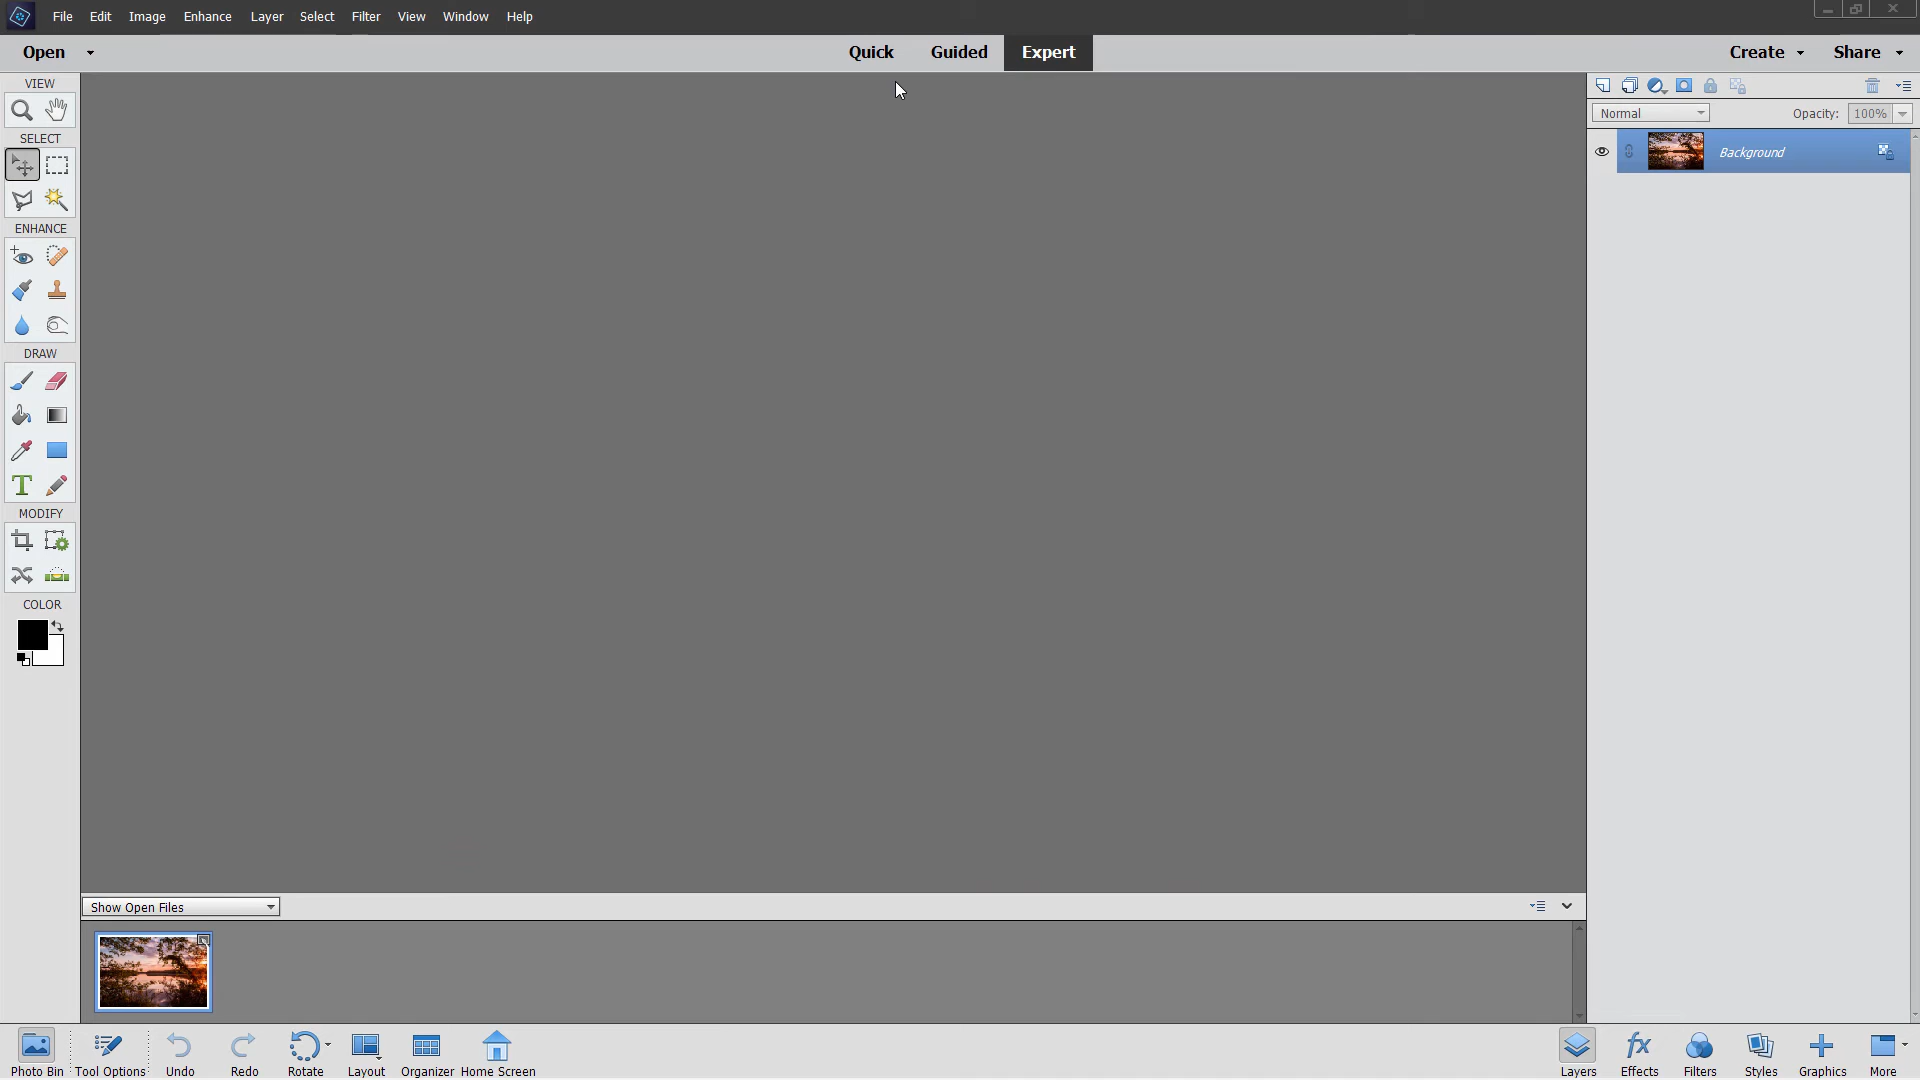 File Edit Image Enhance Layer Select Filter View Window Help
Open Quick Guided Expert Create Share
VIEW
Normal Opacity: 100%
SELECT
Background
ENHANCE
DRAW
T
MODIFY
COLOR
Show Open Files
Photo Bin Tool Options Undo Redo Rotate Layout Organizer Home Screen Layers Effects Filters Styles Graphics More